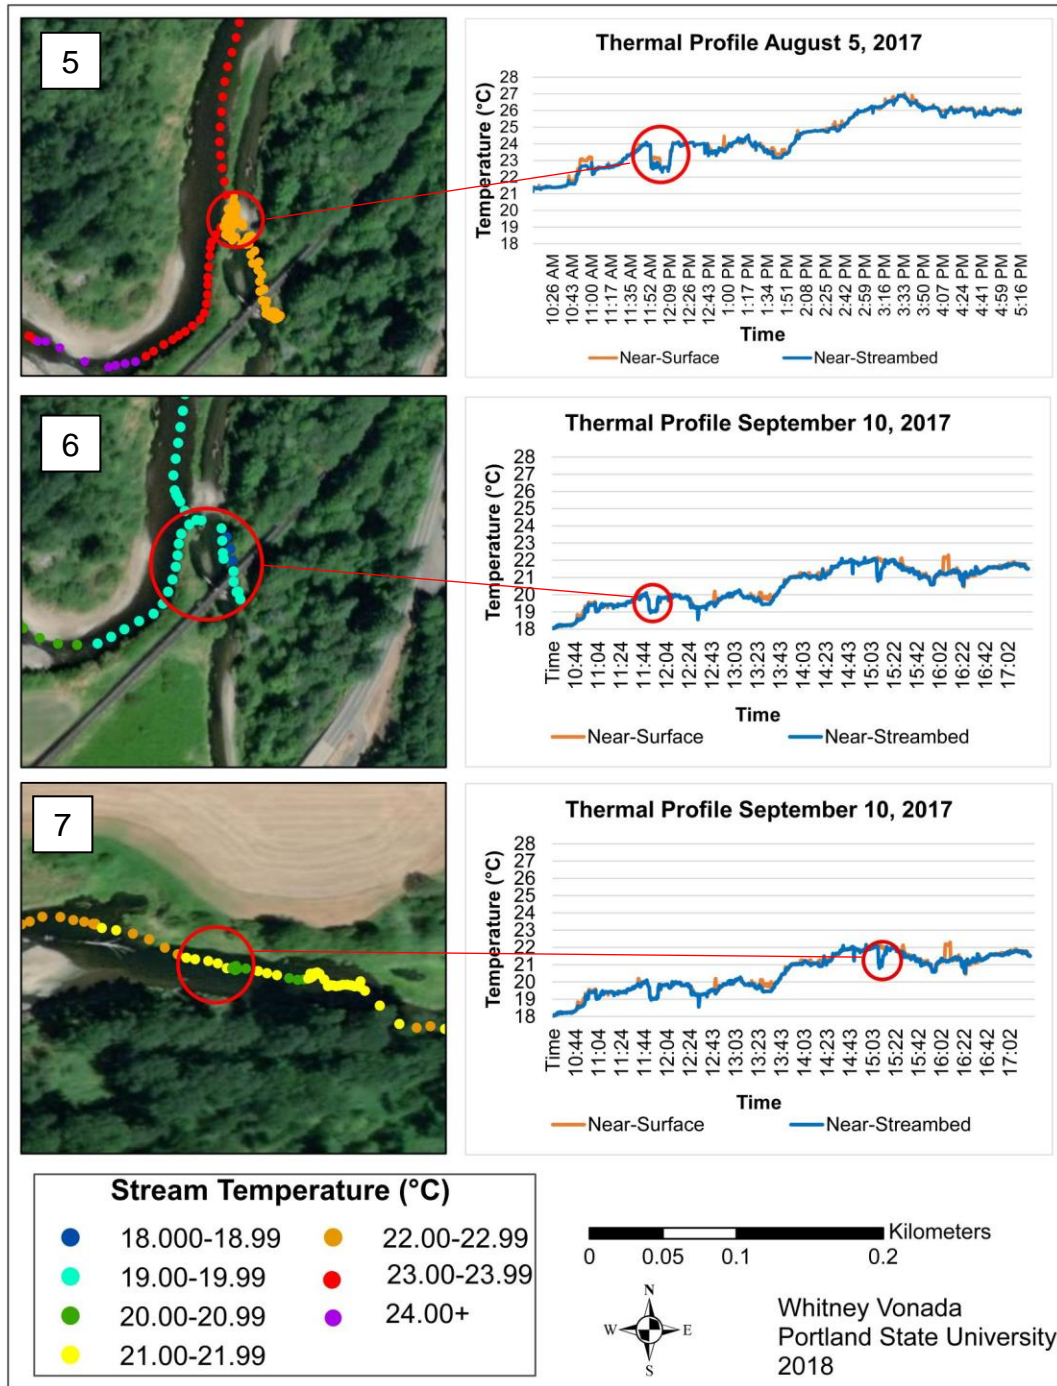 5
Thermal Profile August 5, 2017
Temperature (°C)
28
27
26
25
24
23
22
21
20
19
18
10:26 AM
10:43 AM
11:00 AM
11:17 AM
11:35 AM
11:52 AM
12:09 PM
12:26 PM
12:43 PM
1:00 PM
1:17 PM
1:34 PM
1:51 PM
2:08 PM
2:25 PM
2:42 PM
2:59 PM
3:16 PM
3:33 PM
3:50 PM
4:07 PM
4:24 PM
4:41 PM
4:59 PM
5:16 PM
Time
Near-Surface
Near-Streambed
6
Thermal Profile September 10, 2017
Temperature (°C)
28
27
26
25
24
23
22
21
20
19
18
Time
10:44
11:04
11:24
11:44
12:04
12:24
12:43
13:03
13:23
13:43
14:03
14:23
14:43
15:03
15:22
15:42
16:02
16:22
16:42
17:02
Time
Near-Surface
Near-Streambed
7
Thermal Profile September 10, 2017
Temperature (°C)
28
27
26
25
24
23
22
21
20
19
18
Time
10:44
11:04
11:24
11:44
12:04
12:24
12:43
13:03
13:23
13:43
14:03
14:23
14:43
15:03
15:22
15:42
16:02
16:22
16:42
17:02
Time
Near-Surface
Near-Streambed
Stream Temperature (°C)
18.000-18.99
19.00-19.99
20.00-20.99
21.00-21.99
22.00-22.99
23.00-23.99
24.00+
Kilometers
0 0.05 0.1 0.2
N
W E
S
Whitney Vonada
Portland State University
2018